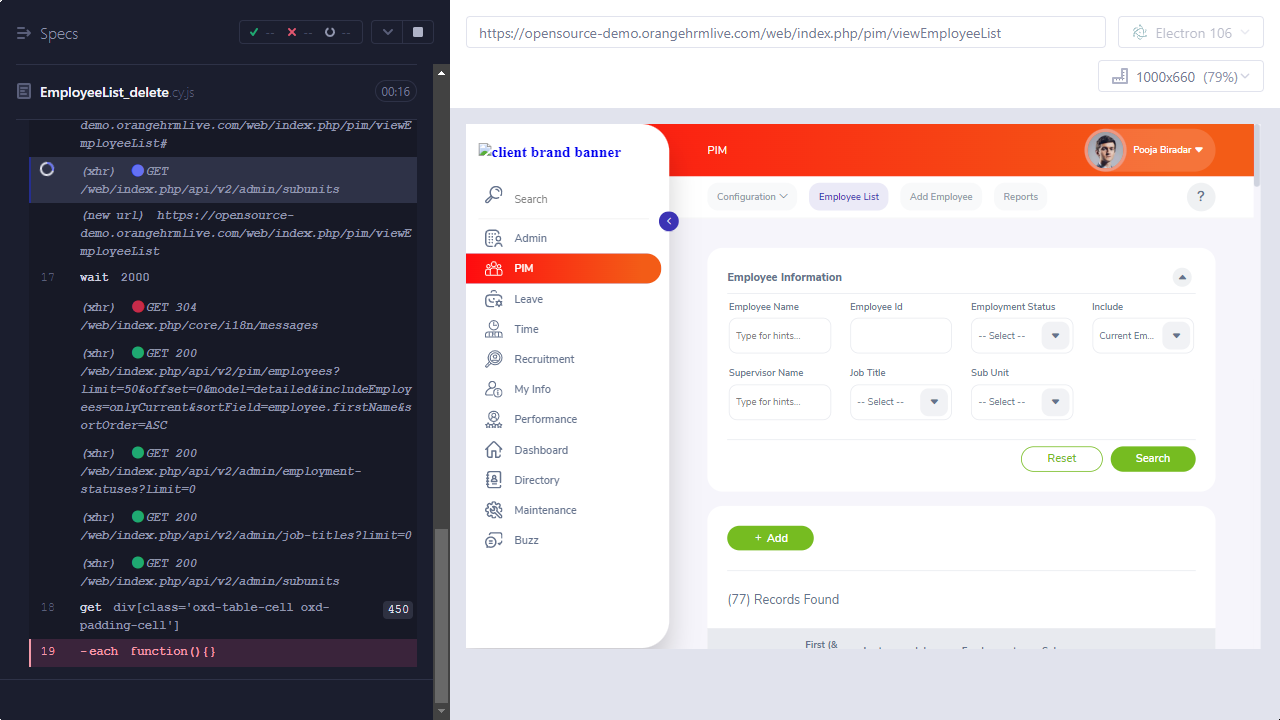 Specs
-- -- --
EmployeeList_delete.cy.js 00:16
demo.orangehrmlive.com/web/index.php/pim/viewE
mployeeList#
(xhr) GET
/web/index.php/api/v2/admin/subunits
(new url) https://opensource-
demo.orangehrmlive.com/web/index.php/pim/viewE
mployeeList
17 wait 2000
(xhr) GET 304
/web/index.php/core/i18n/messages
(xhr) GET 200
/web/index.php/api/v2/pim/employees?
limit=50&offset=0&model=detailed&includeEmploy
ees=onlyCurrent&sortField=employee.firstName&s
ortOrder=ASC
(xhr) GET 200
/web/index.php/api/v2/admin/employment-
statuses?limit=0
(xhr) GET 200
/web/index.php/api/v2/admin/job-titles?limit=0
(xhr) GET 200
/web/index.php/api/v2/admin/subunits
18 get div[class='oxd-table-cell oxd-
padding-cell'] 450
19 -each function(){}
https://opensource-demo.orangehrmlive.com/web/index.php/pim/viewEmployeeList
Electron 106
1000x660 (79%)
client brand banner
Search
Admin
PIM
Leave
Time
Recruitment
My Info
Performance
Dashboard
Directory
Maintenance
Buzz
PIM
Pooja Biradar
Configuration Employee List Add Employee Reports ?
Employee Information
Employee Name Employee Id Employment Status Include
Type for hints... -- Select -- Current Em...
Supervisor Name Job Title Sub Unit
Type for hints... -- Select -- -- Select --
Reset Search
+ Add
(77) Records Found
First (&